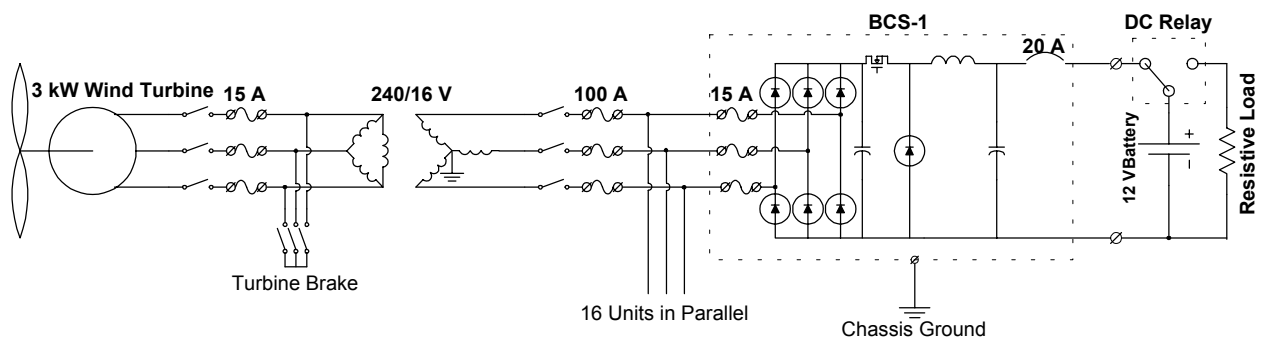 BCS-1
DC Relay
20 A
3 kW Wind Turbine
15 A
240/16 V
100 A
15 A
12 VBattery
+
-
Resistive Load
Turbine Brake
16 Units in Parallel
Chassis Ground